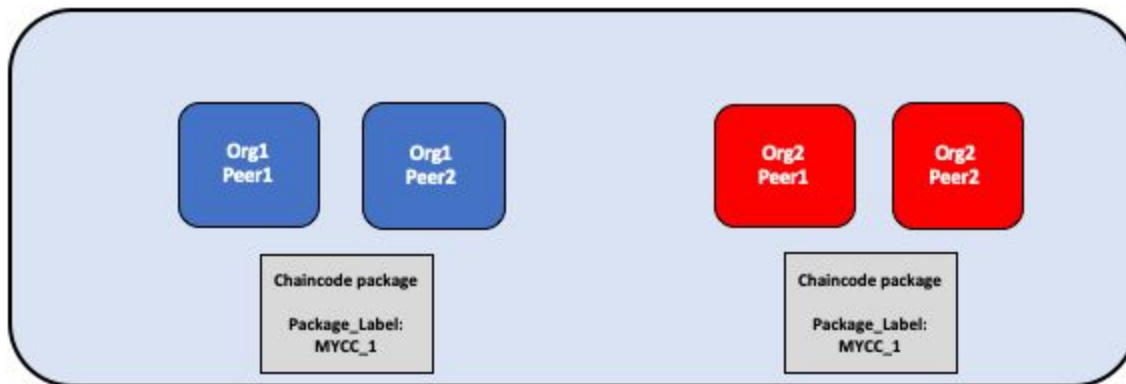 Org1
Peer1
Org1
Peer2
Org2
Peer1
Org2
Peer2
Chaincode package
Package_Label:
MYCC_1
Chaincode package
Package_Label:
MYCC_1